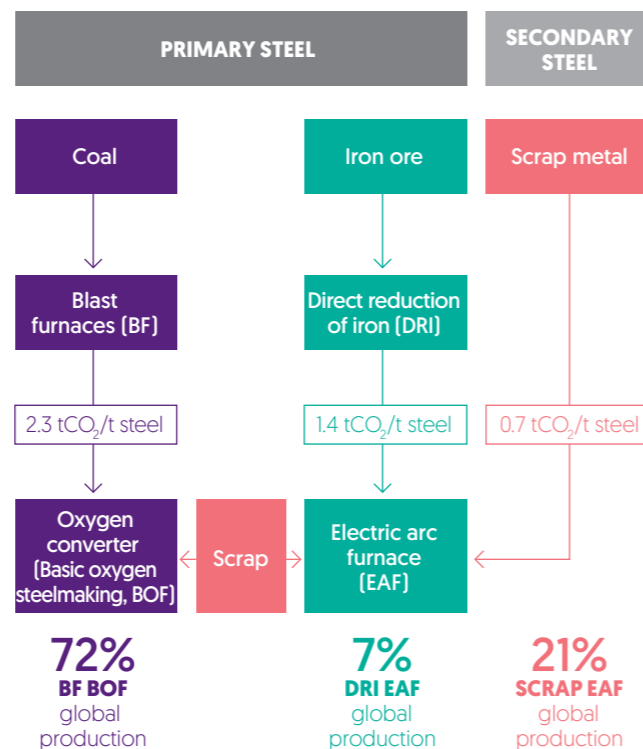 PRIMARY STEEL
SECONDARY
STEEL
Coal
Iron ore
Scrap metal
Blast
furnaces (BF)
Direct reduction
of iron (DRI)
2.3 tCO₂/t steel
1.4 tCO₂/t steel
0.7 tCO₂/t steel
Oxygen
converter
(Basic oxygen
steelmaking, BOF)
Scrap
Electric arc
furnace
(EAF)
72%
BF BOF
global
production
7%
DRI EAF
global
production
21%
SCRAP EAF
global
production